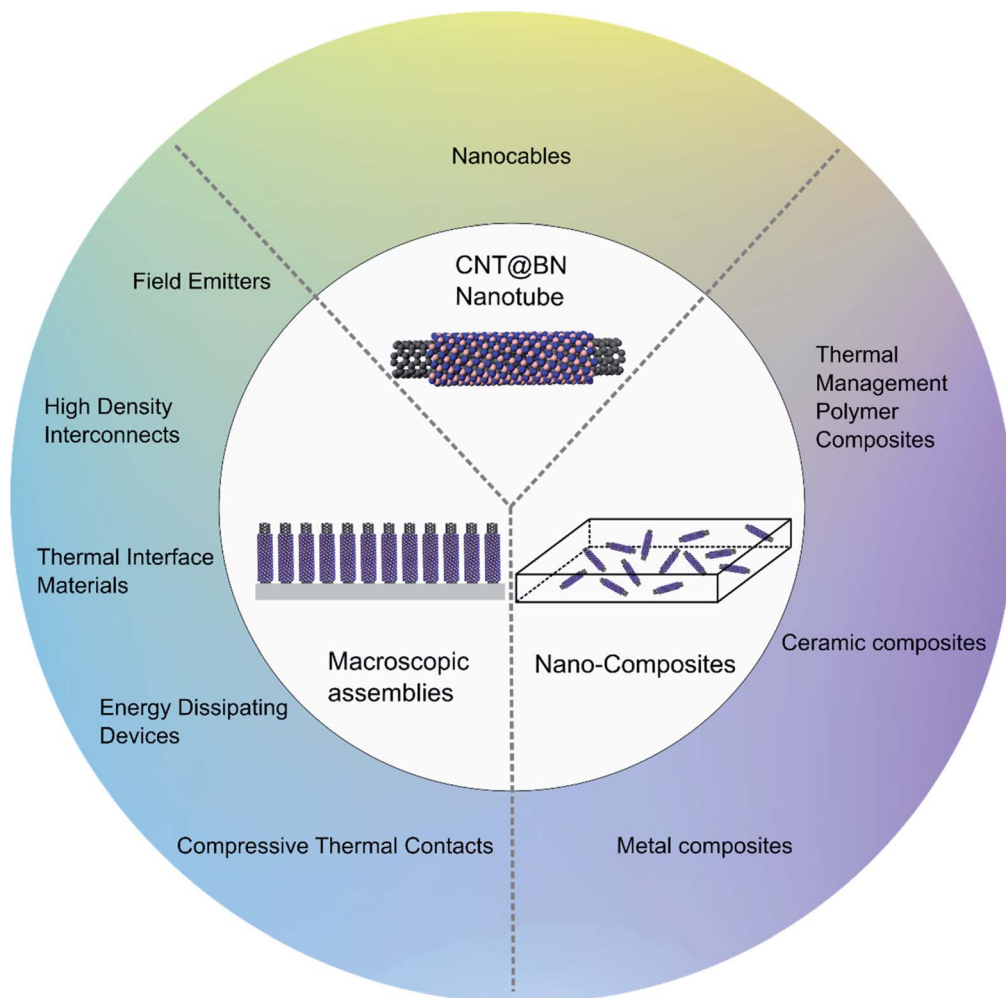 Nanocables
CNT@BN
Nanotube
Field Emitters
High Density
Interconnects
Thermal Interface
Materials
Energy Dissipating
Devices
Compressive Thermal Contacts
Macroscopic
assemblies
Nano-Composites
Thermal
Management
Polymer
Composites
Ceramic composites
Metal composites